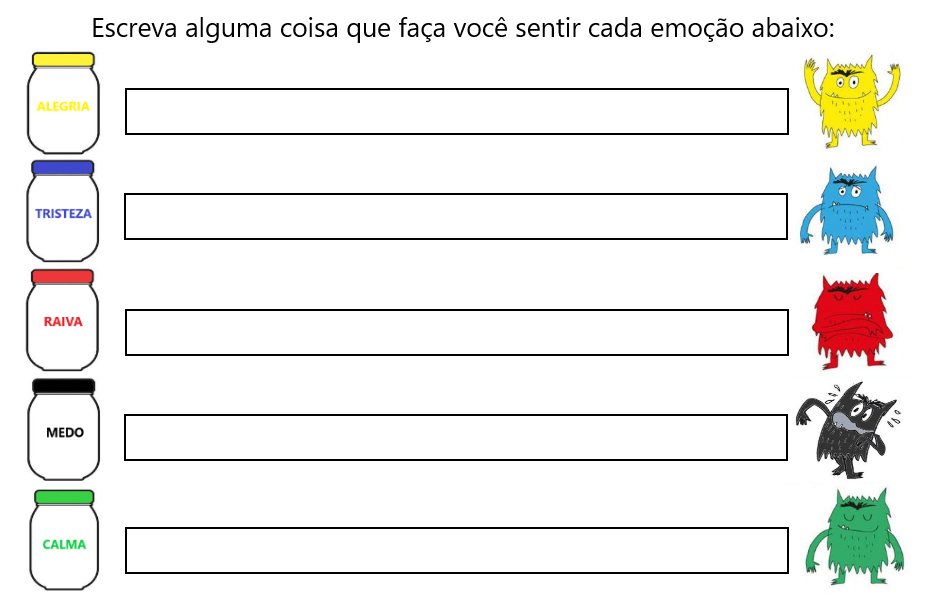 Escreva alguma coisa que faça você sentir cada emoção abaixo:
ALEGRIA
TRISTEZA
RAIVA
MEDO
CALMA